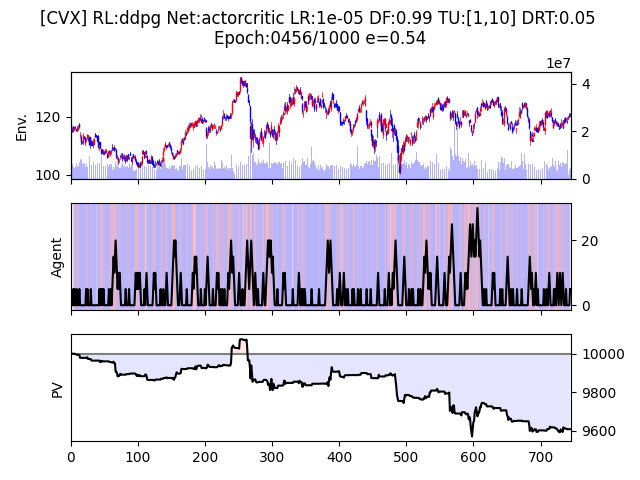 [CVX] RL:ddpg Net:actorcritic LR:1e-05 DF:0.99 TU:[1,10] DRT:0.05
Epoch:0456/1000 e=0.54
1e7
Env.
120
100
4
2
0
Agent
20
0
PV
10000
9800
9600
0 100 200 300 400 500 600 700